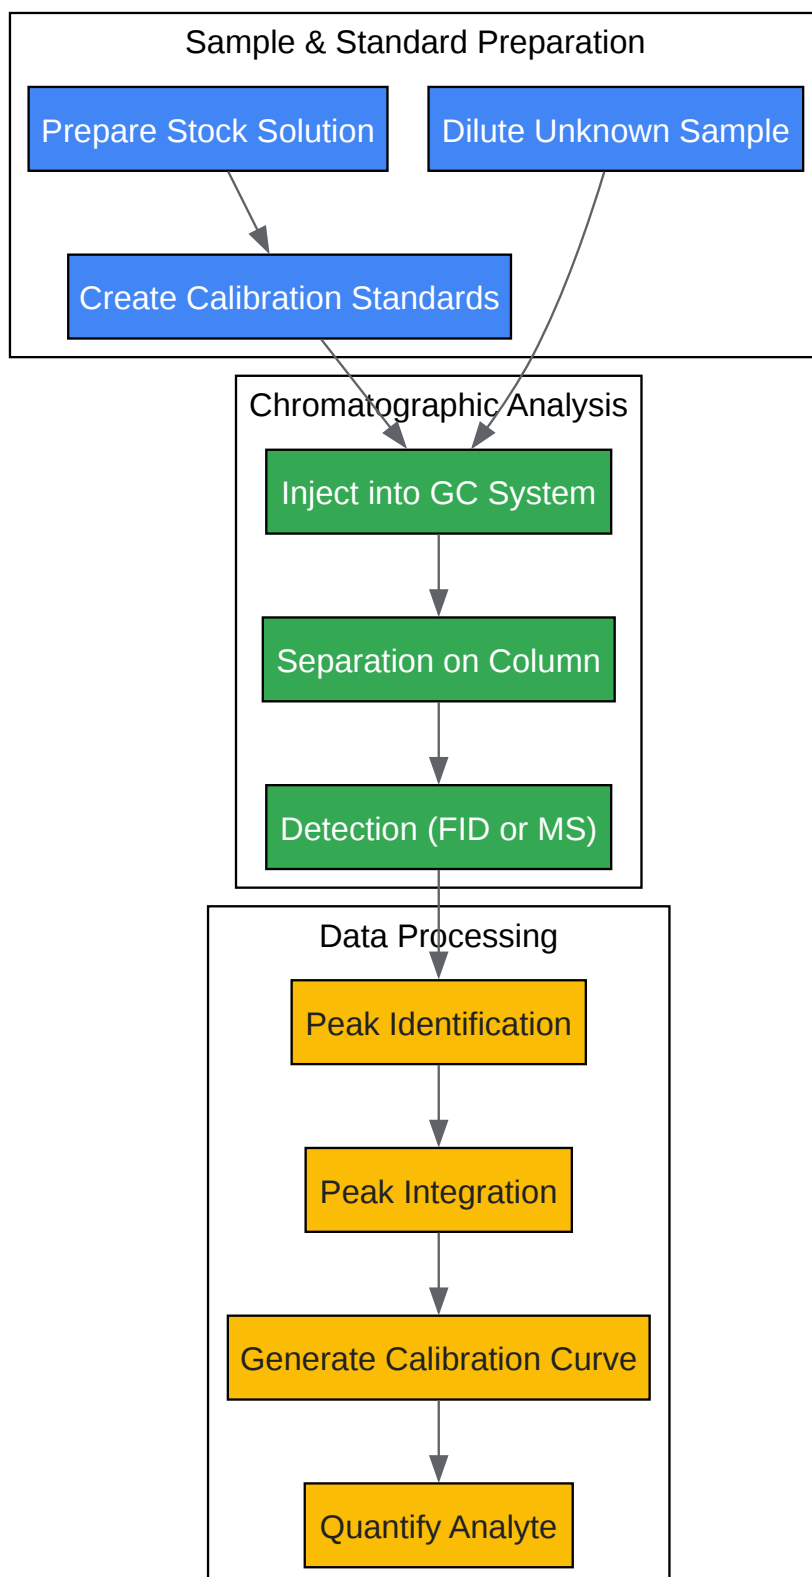 Sample & Standard Preparation
Prepare Stock Solution
Dilute Unknown Sample
Create Calibration Standards
Chromatographic Analysis
Inject into GC System
Separation on Column
Detection (FID or MS)
Data Processing
Peak Identification
Peak Integration
Generate Calibration Curve
Quantify Analyte